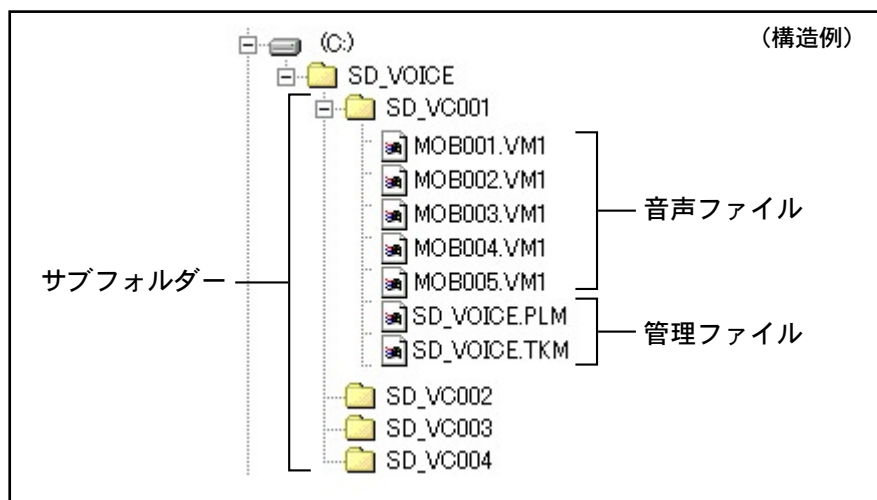 (構造例)
(C:)
SD_VOICE
SD_VC001
MOB001.VM1
MOB002.VM1
MOB003.VM1
音声ファイル
MOB004.VM1
サブフォルダー
MOB005.VM1
SD_VOICE.PLM
管理ファイル
SD_VOICE.TKM
SD_VC002
SD_VC003
SD_VC004